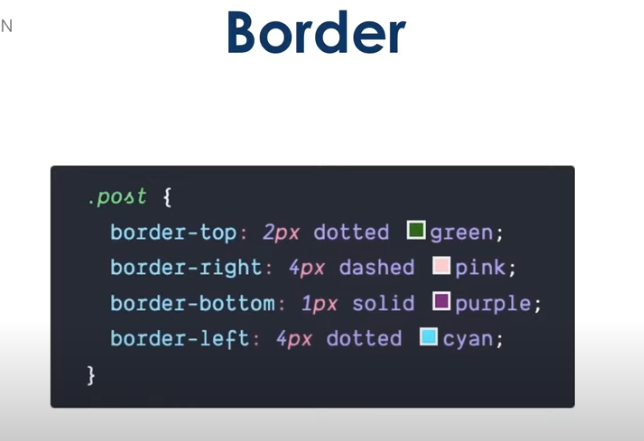 N
Border
.post {
border-top: 2px dotted green;
border-right: 4px dashed pink;
border-bottom: 1px solid purple;
border-left: 4px dotted cyan;
}